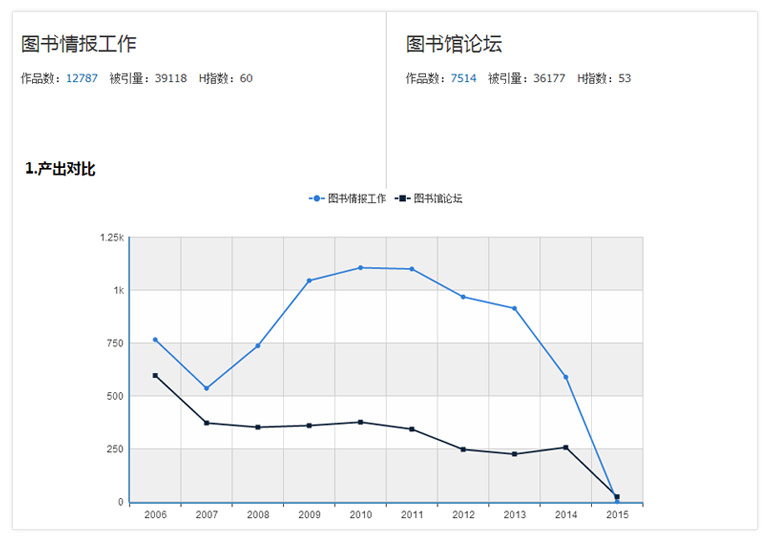 图书情报工作
作品数：12787 被引量：39118 H指数：60
图书馆论坛
作品数：7514 被引量：36177 H指数：53
1.产出对比
图书情报工作 图书馆论坛
1.25k
1k
750
500
250
0
2006 2007 2008 2009 2010 2011 2012 2013 2014 2015